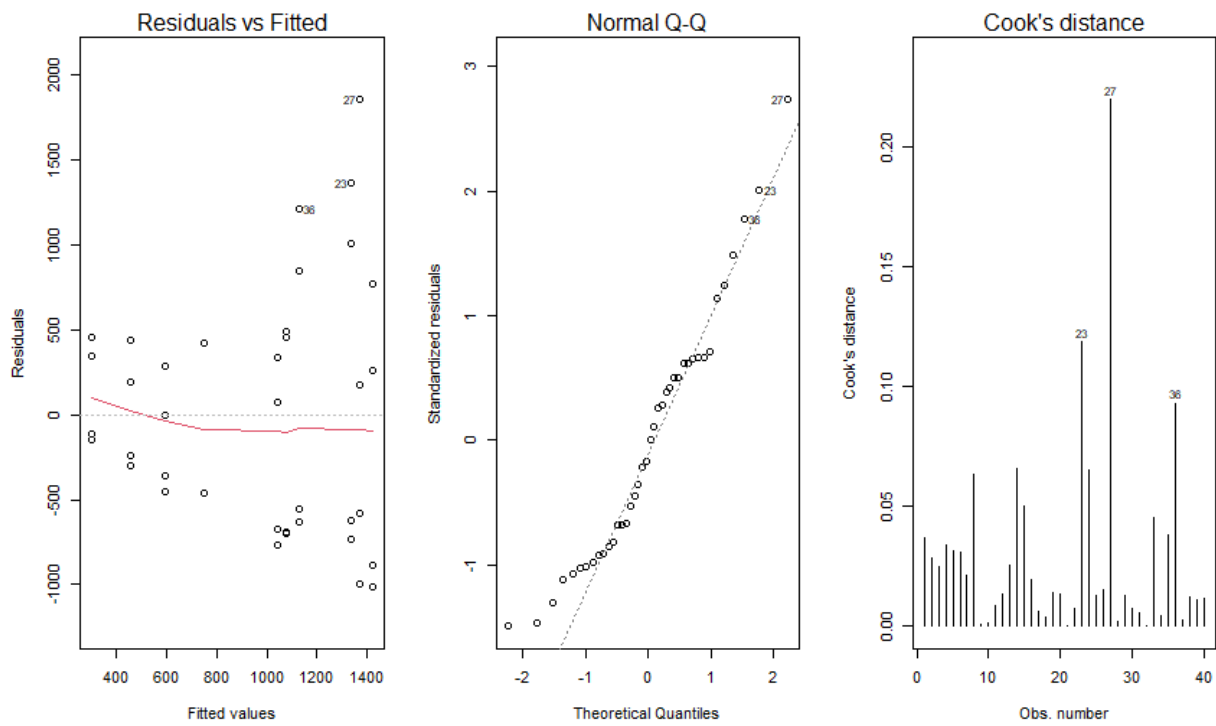 Residuals vs Fitted
2000
1500
1000
500
0
-500
-1000
Residuals
27
23
36
400 600 800 1000 1200 1400
Fitted values
Normal Q-Q
3
2
1
0
-1
Standardized residuals
27
23
36
-2 -1 0 1 2
Theoretical Quantiles
Cook's distance
0.20
0.15
0.10
0.05
0.00
Cook's distance
27
23
36
0 10 20 30 40
Obs. number